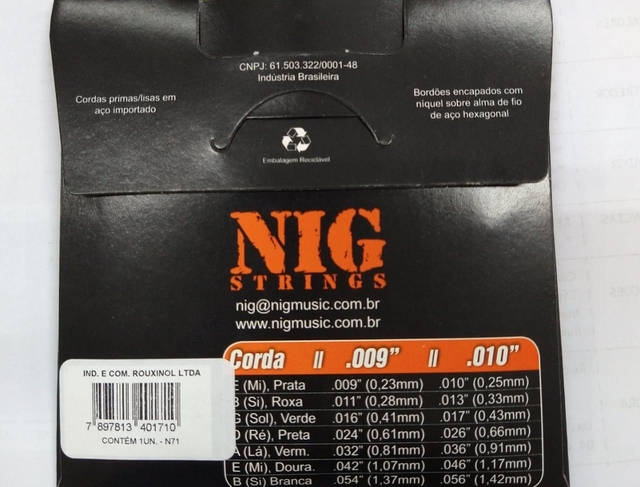 CNPJ: 61.503.322/0001-48
Indústria Brasileira
Cordas primas/lisas em
aço importado
Bordões encapados com
níquel sobre alma de fio
de aço hexagonal
Embalagem Reciclável
NIG
STRINGS
nig@nigmusic.com.br
www.nigmusic.com.br
Corda || .009” || .010”
E (Mi), Prata .009” (0,23mm) .010” (0,25mm)
B (Si), Roxa .011” (0,28mm) .013” (0,33mm)
G (Sol), Verde .016” (0,41mm) .017” (0,43mm)
D (Ré), Preta .024” (0,61mm) .026” (0,66mm)
A (Lá), Verm. .032” (0,81mm) .036” (0,91mm)
E (Mi), Doura. .042” (1,07mm) .046” (1,17mm)
B (Si) Branca .054” (1,37mm) .056” (1,42mm)
IND. E COM. ROUXINOL LTDA
7 897813 401710
CONTÉM 1UN. - N71